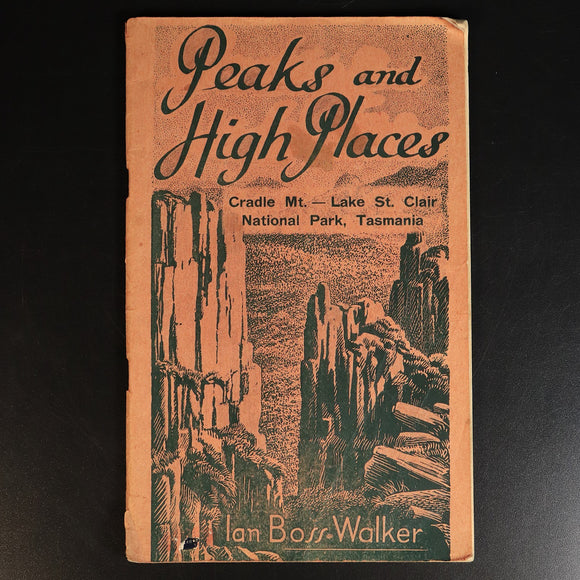 Peaks and
High Places
Cradle Mt. — Lake St. Clair
National Park, Tasmania
Ian Boss-Walker